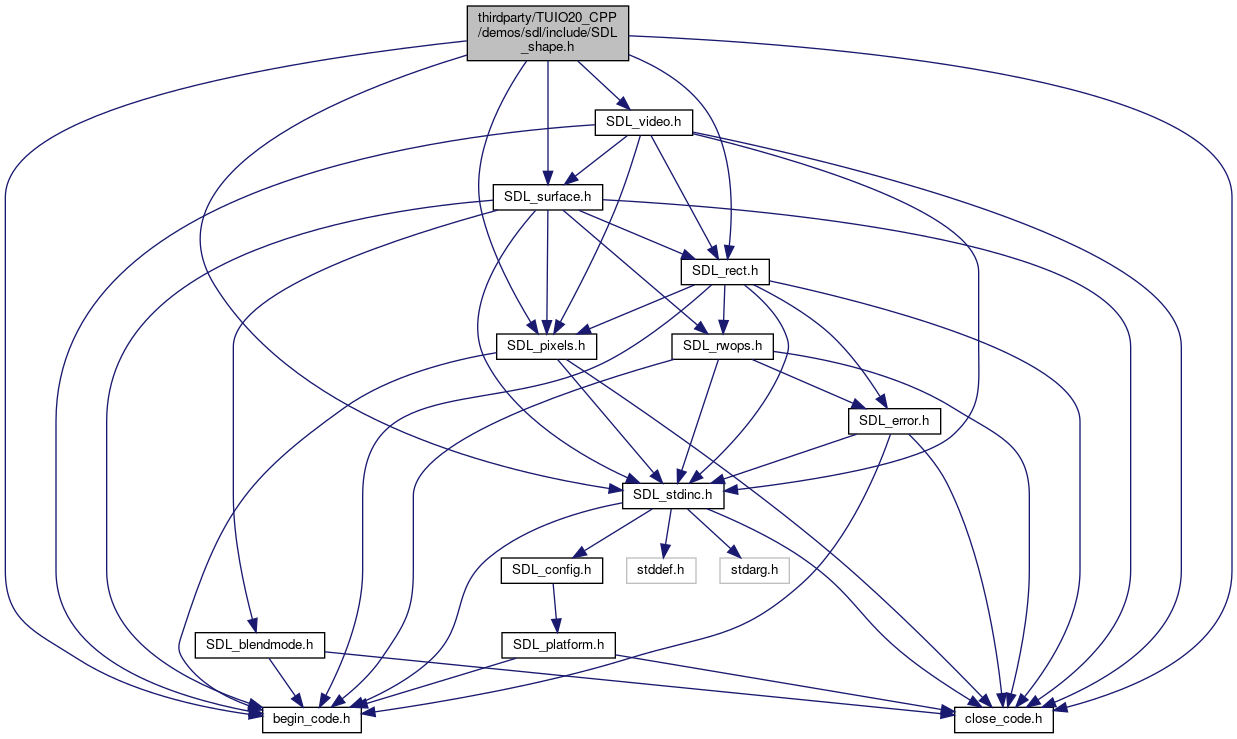 thirdparty/TUIO20_CPP
/demos/sdl/include/SDL
_shape.h
SDL_video.h
SDL_surface.h
SDL_rect.h
SDL_pixels.h
SDL_rwops.h
SDL_error.h
SDL_stdinc.h
SDL_config.h
stddef.h
stdarg.h
SDL_blendmode.h
SDL_platform.h
begin_code.h
close_code.h